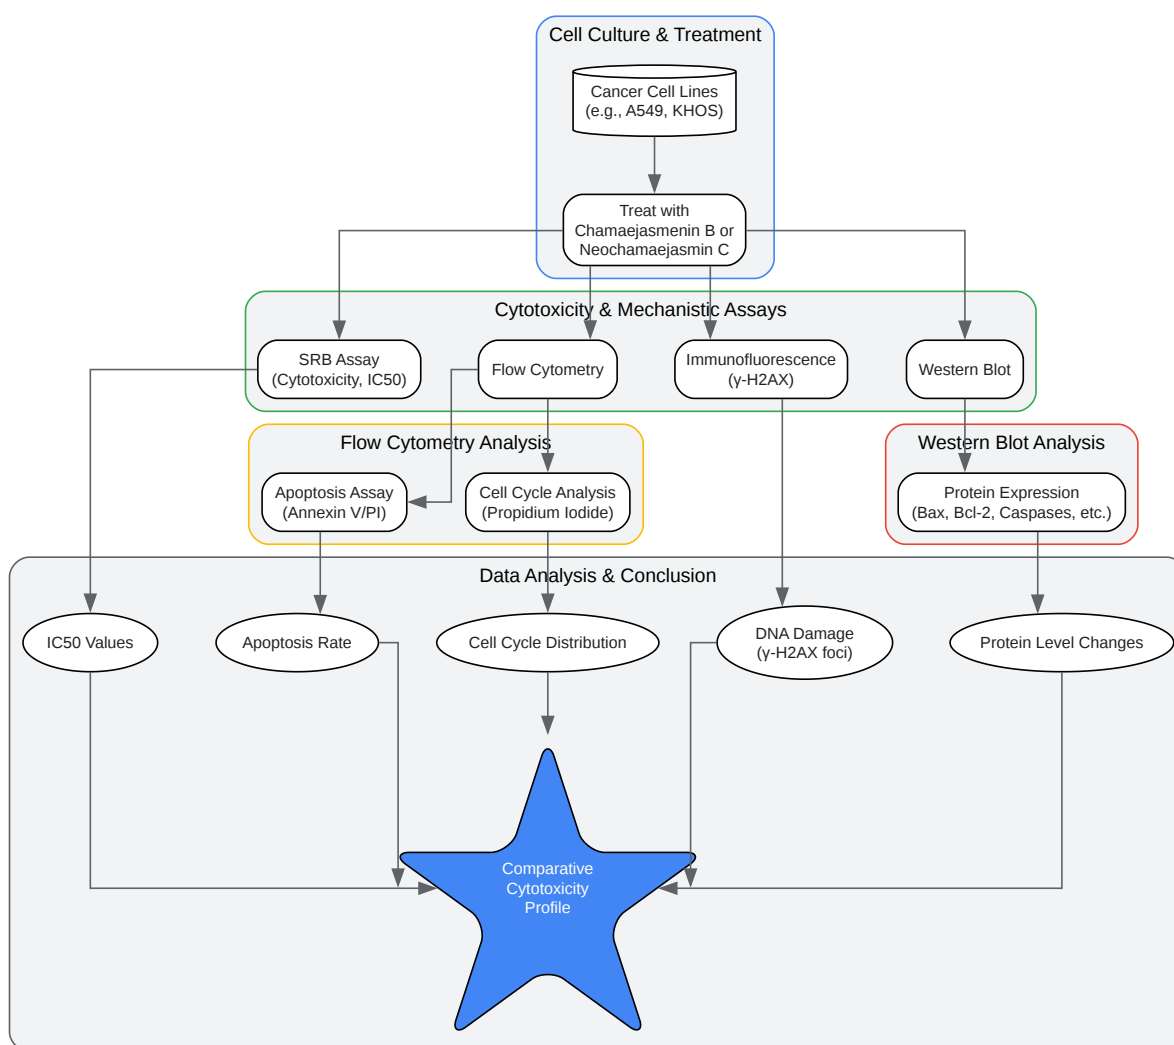 Cell Culture & Treatment
Cancer Cell Lines
(e.g., A549, KHOS)
Treat with
Chamaejasmenin B or
Neochamaejasmin C
Cytotoxicity & Mechanistic Assays
SRB Assay
(Cytotoxicity, IC50)
Flow Cytometry
Immunofluorescence
(γ-H2AX)
Western Blot
Flow Cytometry Analysis
Apoptosis Assay
(Annexin V/PI)
Cell Cycle Analysis
(Propidium Iodide)
Western Blot Analysis
Protein Expression
(Bax, Bcl-2, Caspases, etc.)
Data Analysis & Conclusion
IC50 Values
Apoptosis Rate
Cell Cycle Distribution
DNA Damage
(γ-H2AX foci)
Protein Level Changes
Comparative
Cytotoxicity
Profile